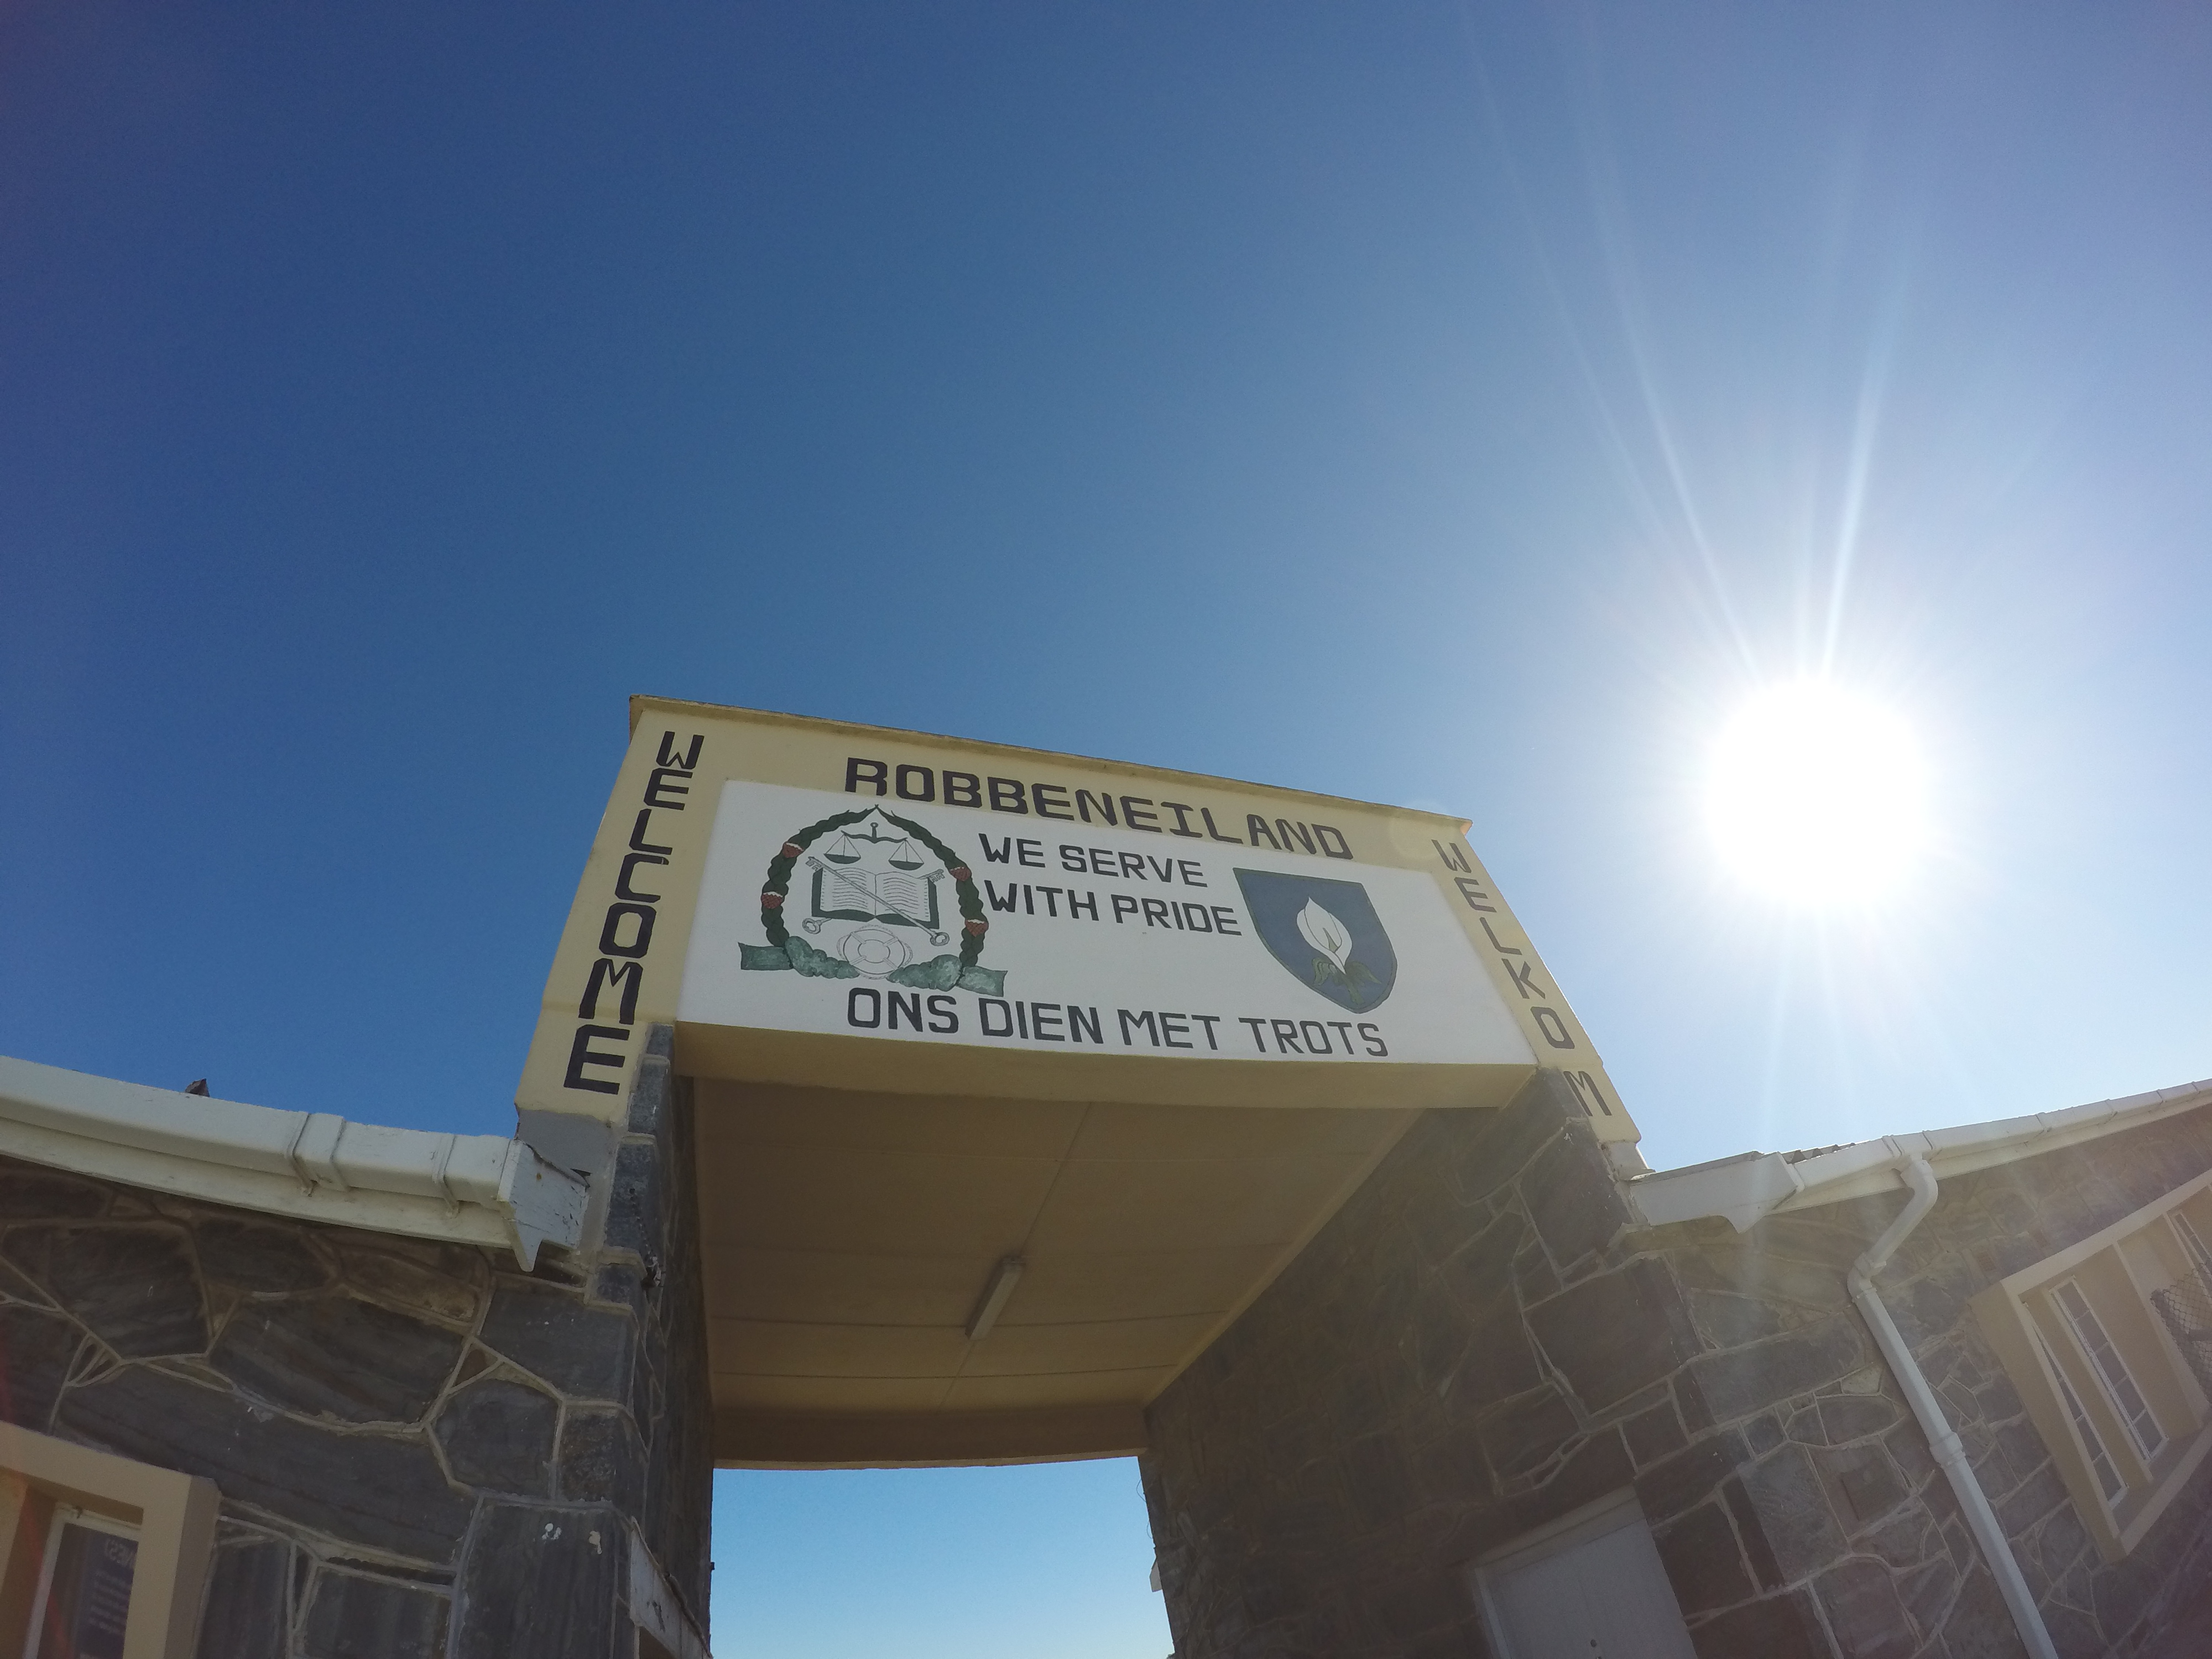 WELCOME
ROBBENEILAND
WE SERVE
WITH PRIDE
ONS DIEN MET TROTS
WELKOM